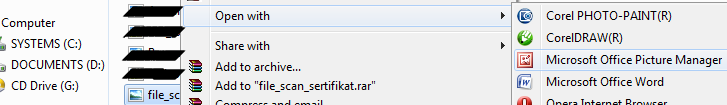 Computer
SYSTEMS (C:)
DOCUMENTS (D:)
CD Drive (G:)
file_sc
Open with
Share with
Add to archive...
Add to "file_scan_sertifikat.rar"
Compress and email
Corel PHOTO-PAINT(R)
CorelDRAW(R)
Microsoft Office Picture Manager
Microsoft Office Word
Opera Internet Browser